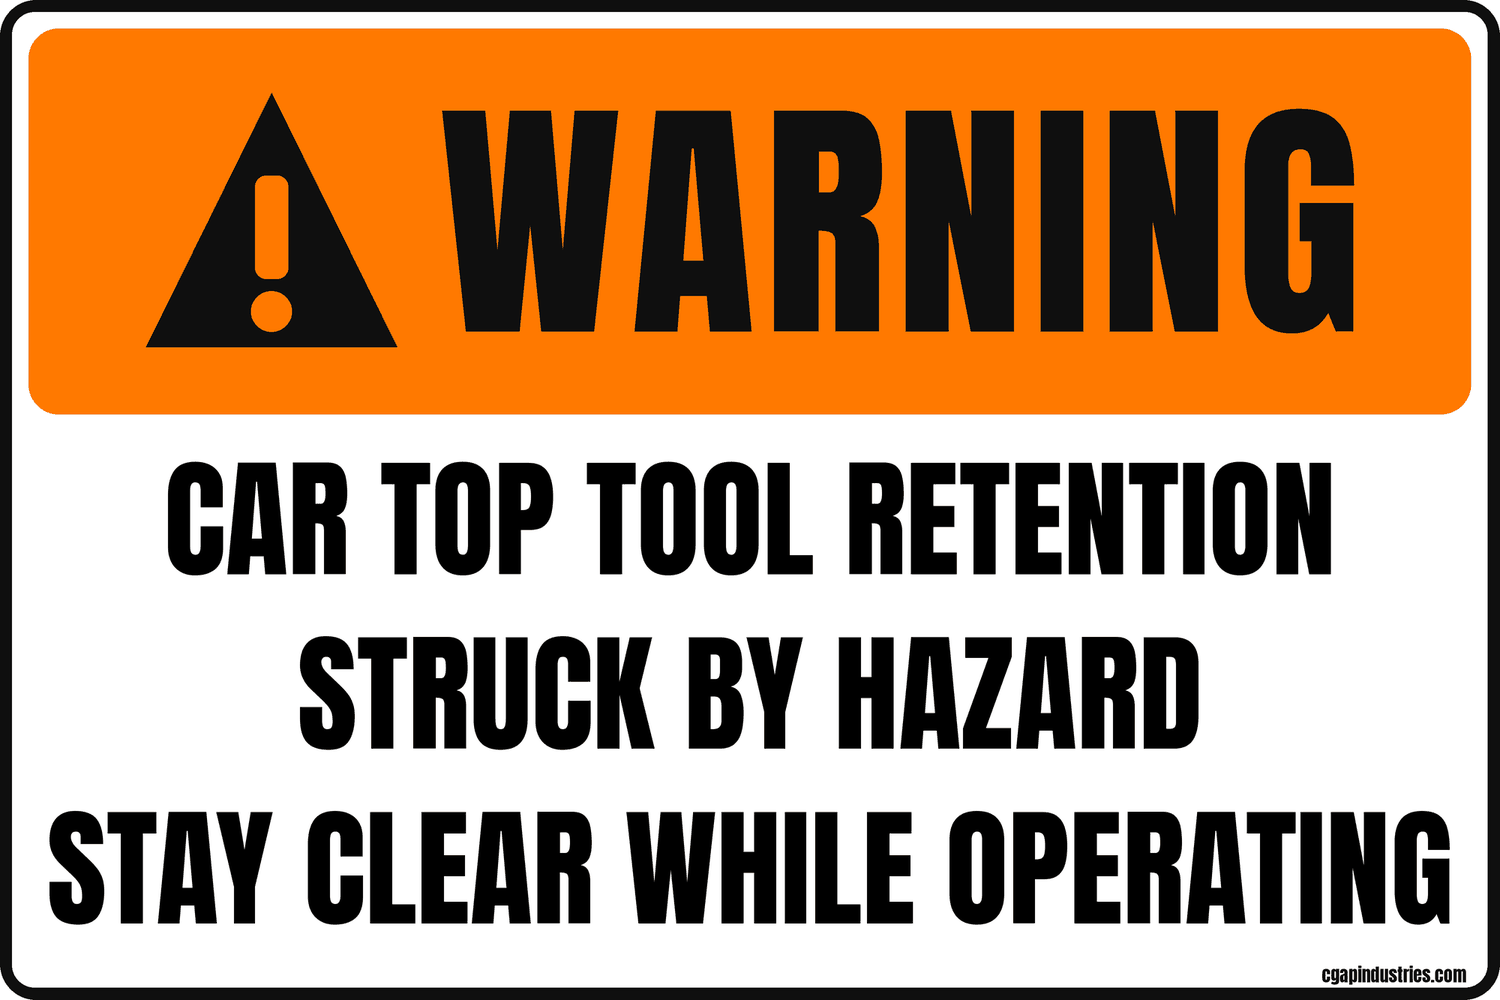 WARNING
CAR TOP TOOL RETENTION
STRUCK BY HAZARD
STAY CLEAR WHILE OPERATING
cgapindustries.com